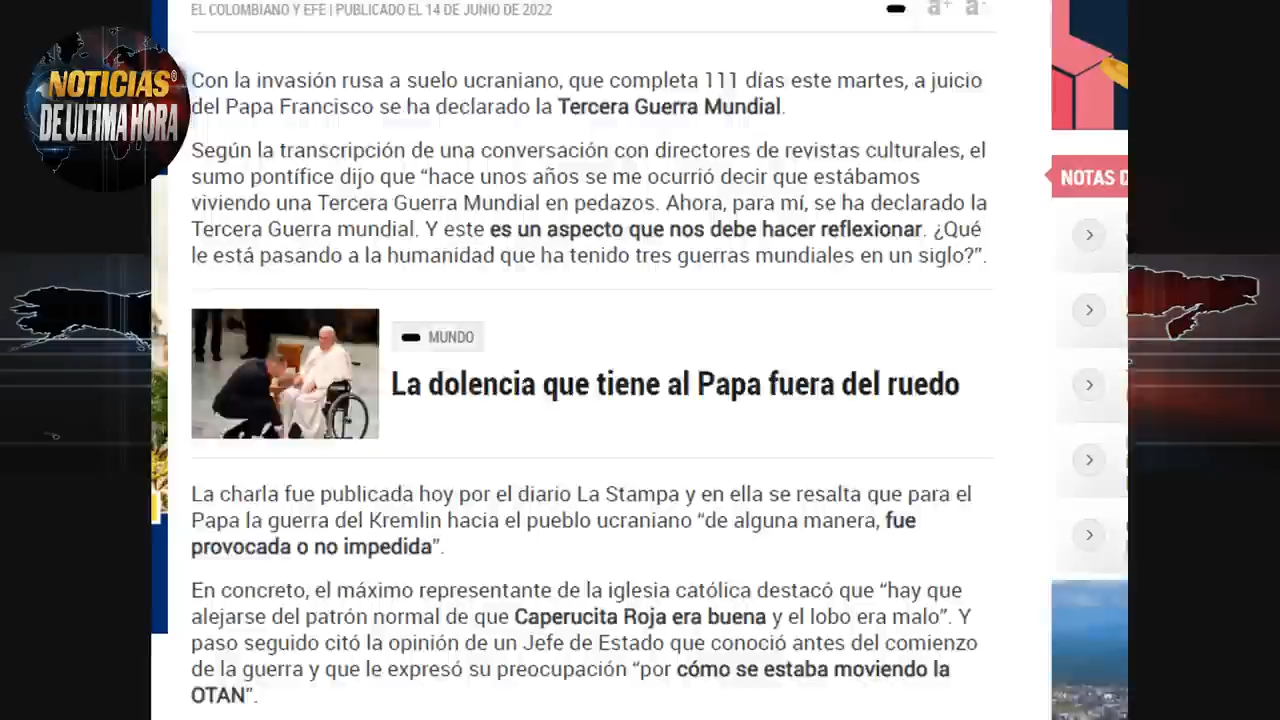 EL COLOMBIANO Y EFE | PUBLICADO EL 14 DE JUNIO DE 2022
a+ a-
NOTICIAS®
DE ULTIMA HORA
Con la invasión rusa a suelo ucraniano, que completa 111 días este martes, a juicio
del Papa Francisco se ha declarado la Tercera Guerra Mundial.
Según la transcripción de una conversación con directores de revistas culturales, el
sumo pontífice dijo que “hace unos años se me ocurrió decir que estábamos
viviendo una Tercera Guerra Mundial en pedazos. Ahora, para mí, se ha declarado la
Tercera Guerra mundial. Y este es un aspecto que nos debe hacer reflexionar. ¿Qué
le está pasando a la humanidad que ha tenido tres guerras mundiales en un siglo?”.
NOTAS D
MUNDO
La dolencia que tiene al Papa fuera del ruedo
La charla fue publicada hoy por el diario La Stampa y en ella se resalta que para el
Papa la guerra del Kremlin hacia el pueblo ucraniano “de alguna manera, fue
provocada o no impedida”.
En concreto, el máximo representante de la iglesia católica destacó que “hay que
alejarse del patrón normal de que Caperucita Roja era buena y el lobo era malo”. Y
paso seguido citó la opinión de un Jefe de Estado que conoció antes del comienzo
de la guerra y que le expresó su preocupación “por cómo se estaba moviendo la
OTAN”.